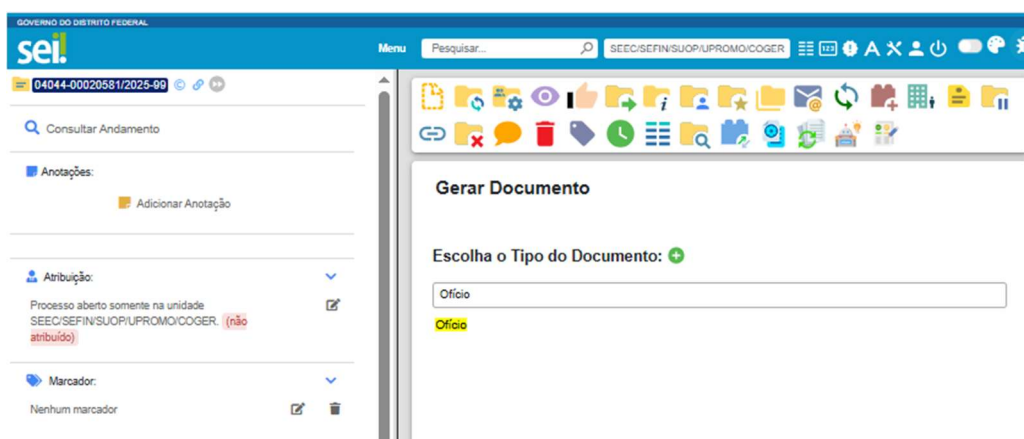 GOVERNO DO DISTRITO FEDERAL
sei!
Menu
Pesquisar...
SEEC/SEFIN/SUOP/UPROMO/COGER
04044-00020581/2025-99
Consultar Andamento
Anotações:
Adicionar Anotação
Atribuição:
Processo aberto somente na unidade
SEEC/SEFIN/SUOP/UPROMO/COGER. (não
atribuído)
Marcador:
Nenhum marcador
Gerar Documento
Escolha o Tipo do Documento:
Ofício
Ofício